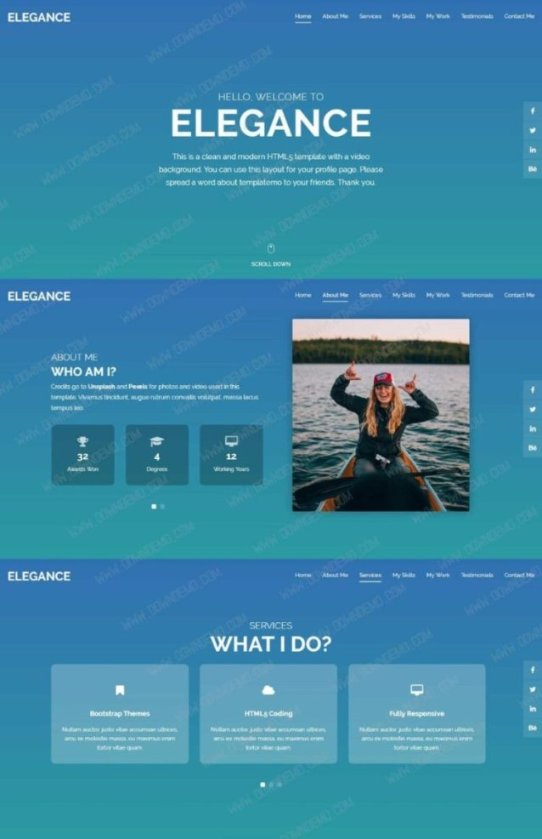 ELEGANCE
Home About Me Services My Skills My Work Testimonials Contact Me
HELLO, WELCOME TO
ELEGANCE
This is a clean and modern HTML5 template with a video
background. You can use this layout for your profile page. Please
spread a word about templatemo to your friends. Thank you.
SCROLL DOWN
f
in
Bē
ELEGANCE
Home About Me Services My Skills My Work Testimonials Contact Me
ABOUT ME
WHO AM I?
Credits go to Unsplash and Pexels for photos and video used in this
template. Vivamus tincidunt, augue rutrum convallis volutpat, massa lacus
tempus leo.
32 4 12
Awards Won Degrees Working Years
f
in
Bē
ELEGANCE
Home About Me Services My Skills My Work Testimonials Contact Me
SERVICES
WHAT I DO?
Bootstrap Themes HTML5 Coding Fully Responsive
Nullam auctor, justo vitae accumsan ultrices, Nullam auctor, justo vitae accumsan ultrices, Nullam auctor, justo vitae accumsan ultrices,
arcu ex molestie massa, eu maximus enim arcu ex molestie massa, eu maximus enim arcu ex molestie massa, eu maximus enim
tortor vitae quam. tortor vitae quam. tortor vitae quam.
f
in
Bē
WWW.DOWNDEMO.COM